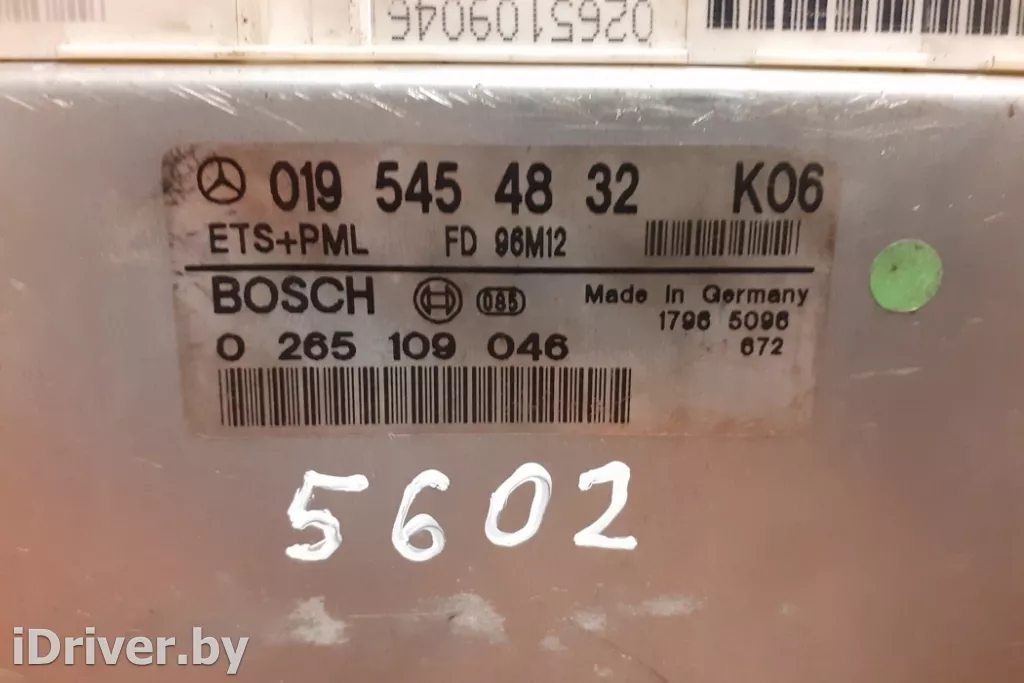 0265109046
019 545 48 32 K06
ETS+PML FD 96M12
BOSCH 085 Made in Germany
1796 5096
0 265 109 046 672
5602
iDriver.by